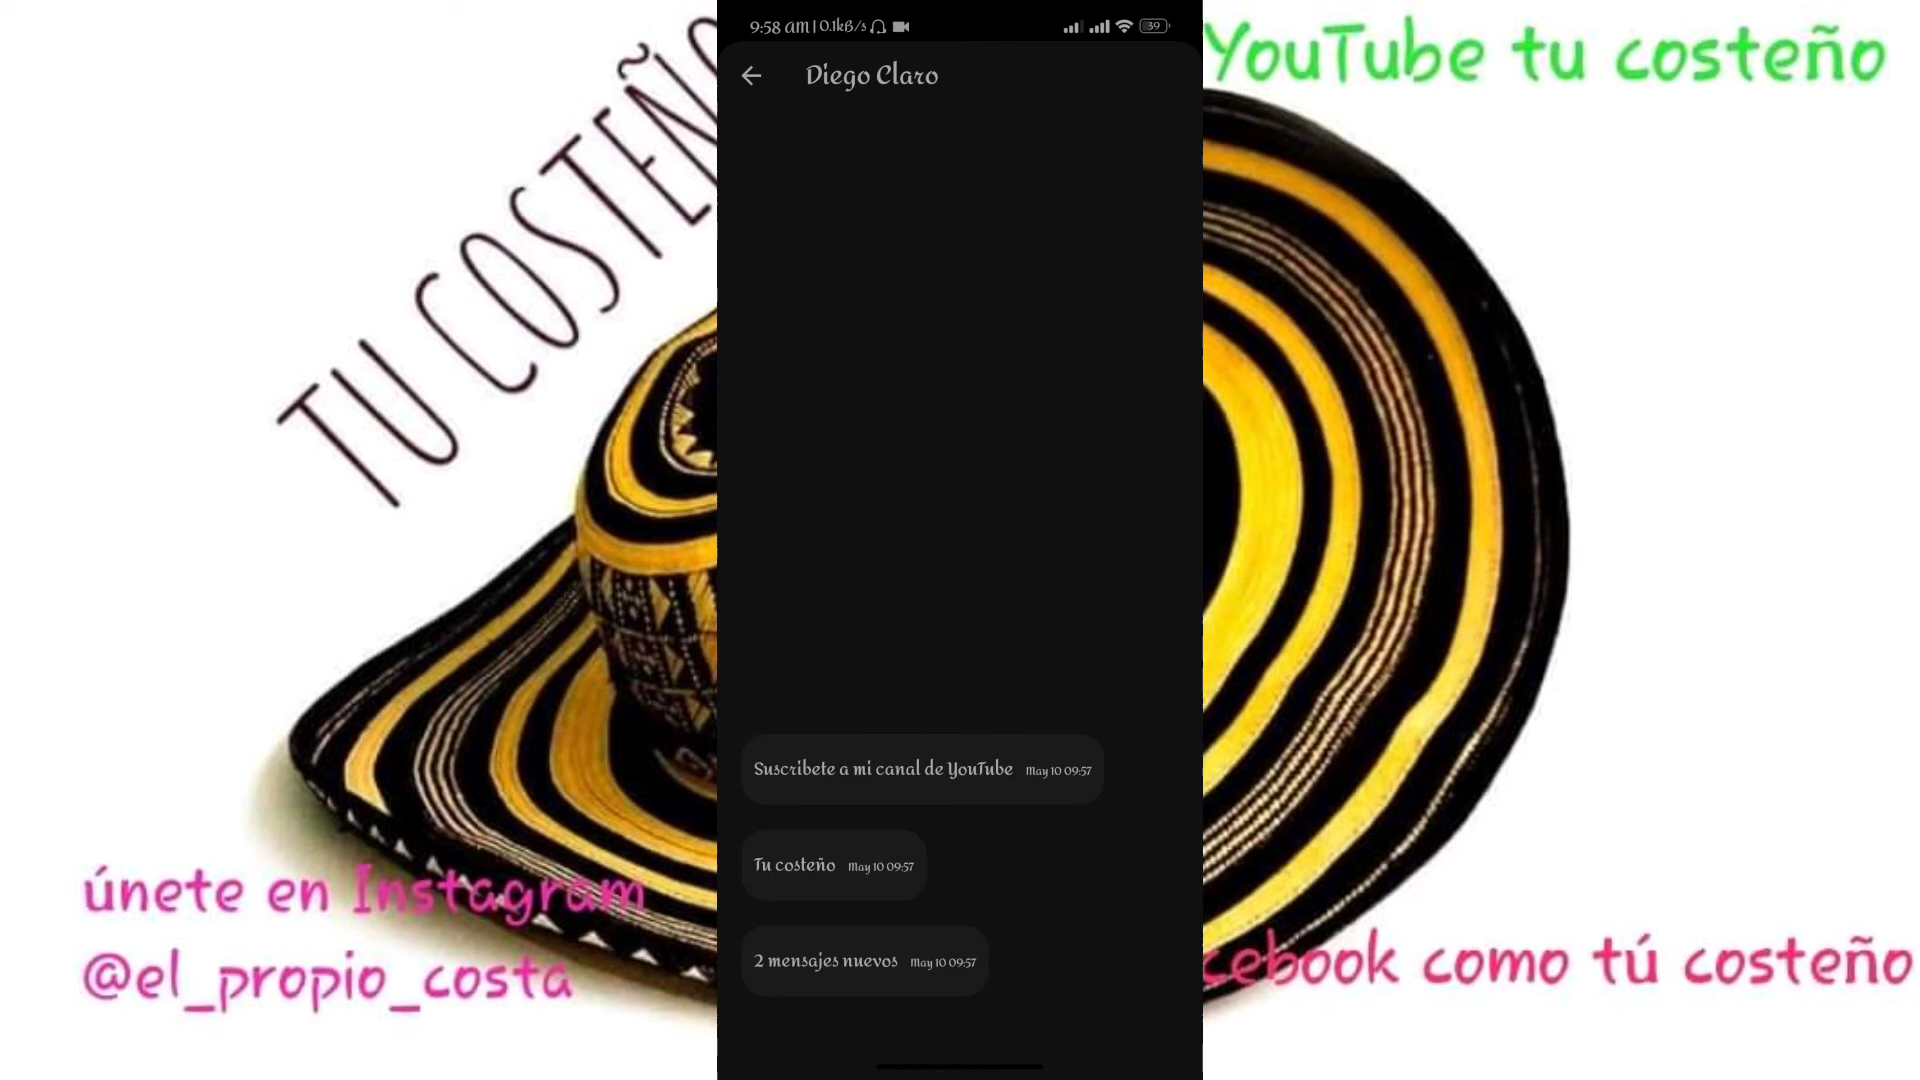 TU COSTEÑO
YouTube tu costeño
9:58 am | 0.1kB/s
39
Diego Claro
Suscribete a mi canal de YouTube May 10 09:57
Tu costeño May 10 09:57
2 mensajes nuevos May 10 09:57
únete en Instagram
@el_propio_costa
cebook como tú costeño